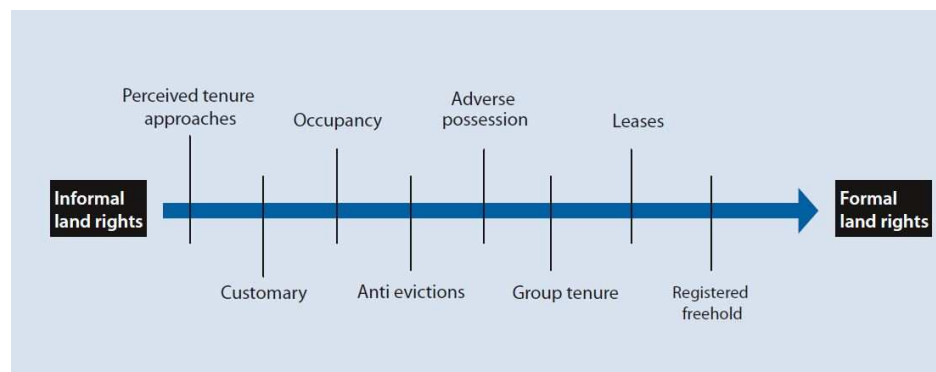 Perceived tenure
approaches
Occupancy
Adverse
possession
Leases
Informal
land rights
Formal
land rights
Customary
Anti evictions
Group tenure
Registered
freehold